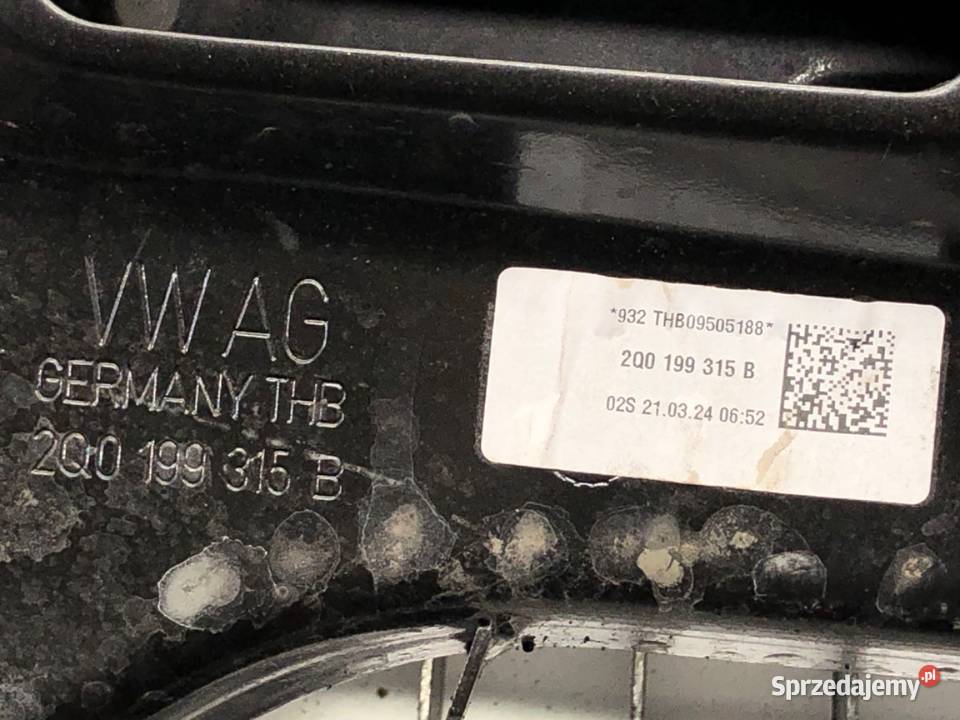 VW AG
GERMANY THB
2Q0 199 315 B
*932 THB09505188*
2Q0 199 315 B
02S 21.03.24 06:52
Sprzedajemy.pl